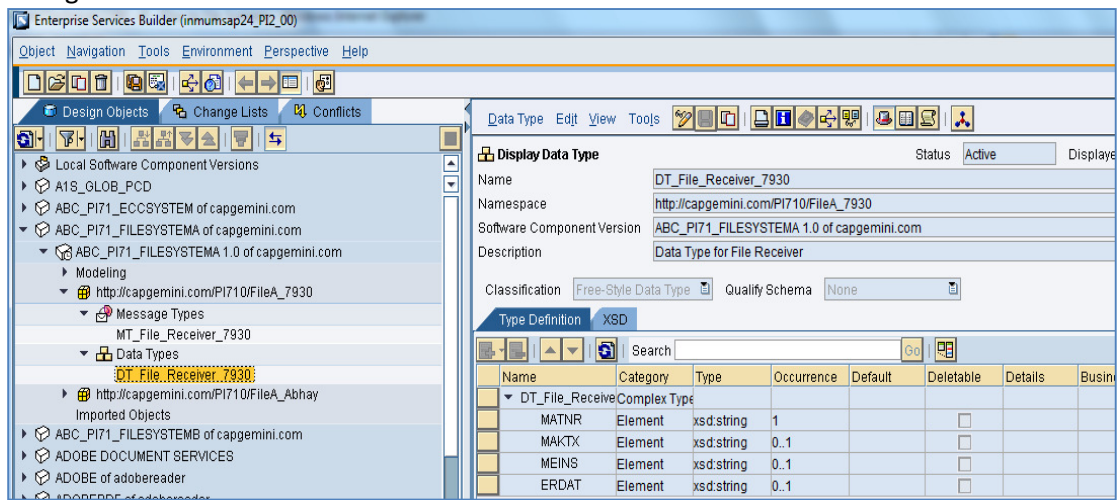 Enterprise Services Builder (inmumsap24_PI2_00)
Object Navigation Tools Environment Perspective Help
Design Objects Change Lists Conflicts
Local Software Component Versions
A1S_GLOB_PCD
ABC_PI71_ECCSYSTEM of capgemini.com
ABC_PI71_FILESYSTEMA of capgemini.com
ABC_PI71_FILESYSTEMA 1.0 of capgemini.com
Modeling
http://capgemini.com/PI710/FileA_7930
Message Types
MT_File_Receiver_7930
Data Types
DT_File_Receiver_7930
http://capgemini.com/PI710/FileA_Abhay
Imported Objects
ABC_PI71_FILESYSTEMB of capgemini.com
ADOBE DOCUMENT SERVICES
ADOBE of adobereader
Data Type Edit View Tools
Display Data Type Status Active Displaye
Name DT_File_Receiver_7930
Namespace http://capgemini.com/PI710/FileA_7930
Software Component Version ABC_PI71_FILESYSTEMA 1.0 of capgemini.com
Description Data Type for File Receiver
Classification Free-Style Data Type Qualify Schema None
Type Definition XSD
Search Go
Name Category Type Occurrence Default Deletable Details Busin
DT_File_Receive Complex Type
MATNR Element xsd:string 1
MAKTX Element xsd:string 0..1
MEINS Element xsd:string 0..1
ERDAT Element xsd:string 0..1